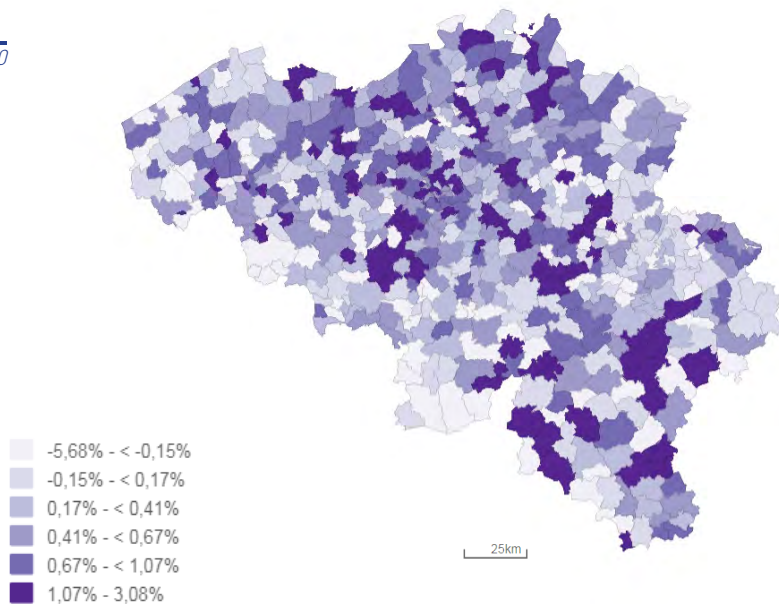 0
-5,68% - < -0,15%
-0,15% - < 0,17%
0,17% - < 0,41%
0,41% - < 0,67%
0,67% - < 1,07%
1,07% - 3,08%
25km